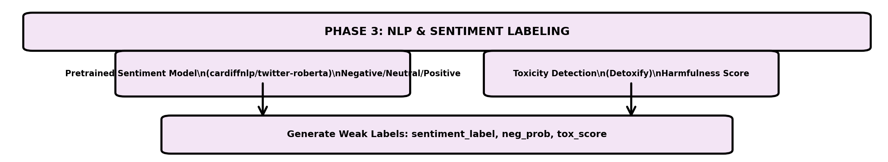 PHASE 3: NLP & SENTIMENT LABELING
Pretrained Sentiment Model\n(cardiffnlp/twitter-roberta)\nNegative/Neutral/Positive
Toxicity Detection\n(Detoxify)\nHarmfulness Score
Generate Weak Labels: sentiment_label, neg_prob, tox_score